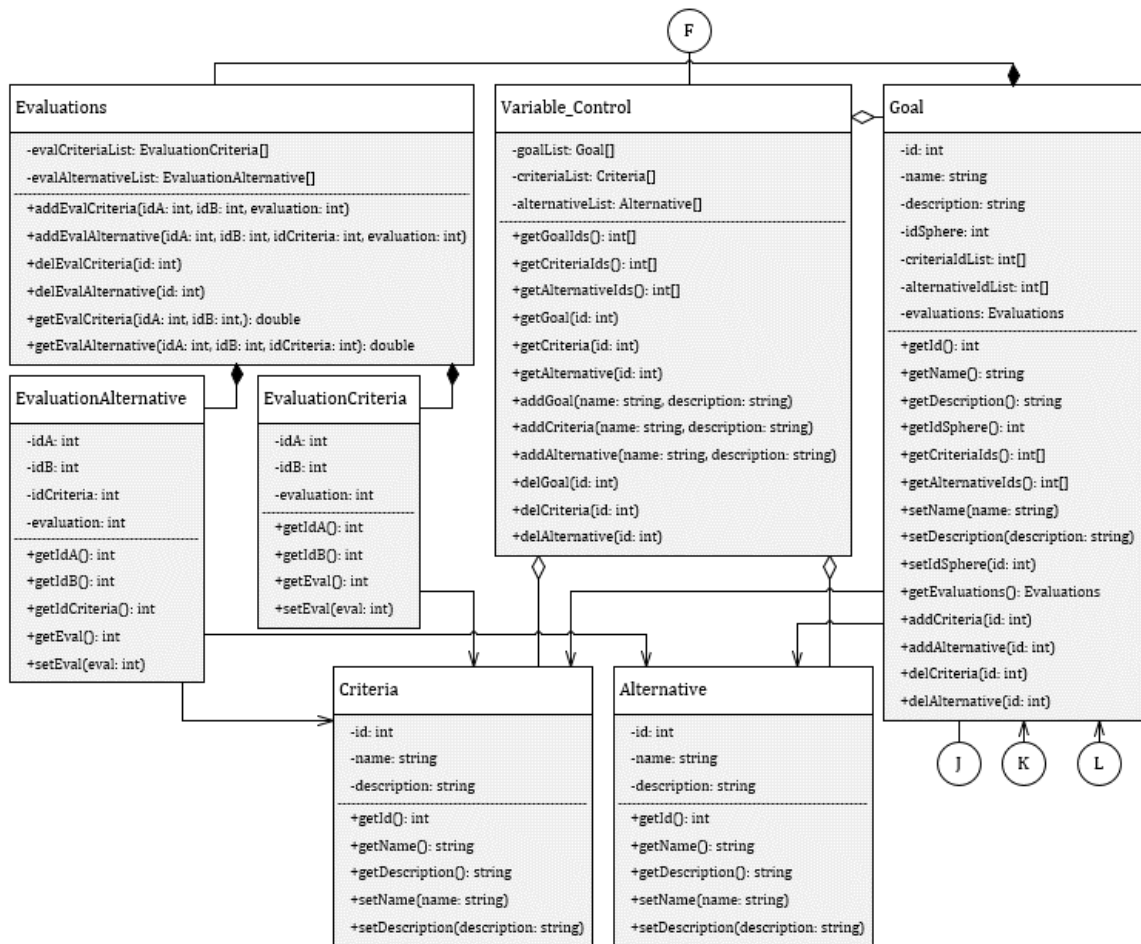 F
Evaluations
-evalCriteriaList: EvaluationCriteria[]
-evalAlternativeList: EvaluationAlternative[]
+addEvalCriteria(idA: int, idB: int, evaluation: int)
+addEvalAlternative(idA: int, idB: int, idCriteria: int, evaluation: int)
+delEvalCriteria(id: int)
+delEvalAlternative(id: int)
+getEvalCriteria(idA: int, idB: int,): double
+getEvalAlternative(idA: int, idB: int, idCriteria: int): double
Variable_Control
-goalList: Goal[]
-criteriaList: Criteria[]
-alternativeList: Alternative[]
+getGoalIds(): int[]
+getCriteriaIds(): int[]
+getAlternativeIds(): int[]
+getGoal(id: int)
+getCriteria(id: int)
+getAlternative(id: int)
+addGoal(name: string, description: string)
+addCriteria(name: string, description: string)
+addAlternative(name: string, description: string)
+delGoal(id: int)
+delCriteria(id: int)
+delAlternative(id: int)
Goal
-id: int
-name: string
-description: string
-idSphere: int
-criteriaIdList: int[]
-alternativeIdList: int[]
-evaluations: Evaluations
+getId(): int
+getName(): string
+getDescription(): string
+getIdSphere(): int
+getCriteriaIds(): int[]
+getAlternativeIds(): int[]
+setName(name: string)
+setDescription(description: string)
+setIdSphere(id: int)
+getEvaluations(): Evaluations
+addCriteria(id: int)
+addAlternative(id: int)
+delCriteria(id: int)
+delAlternative(id: int)
EvaluationAlternative
-idA: int
-idB: int
-idCriteria: int
-evaluation: int
+getIdA(): int
+getIdB(): int
+getIdCriteria(): int
+getEval(): int
+setEval(eval: int)
EvaluationCriteria
-idA: int
-idB: int
-evaluation: int
+getIdA(): int
+getIdB(): int
+getEval(): int
+setEval(eval: int)
Criteria
-id: int
-name: string
-description: string
+getId(): int
+getName(): string
+getDescription(): string
+setName(name: string)
+setDescription(description: string)
Alternative
-id: int
-name: string
-description: string
+getId(): int
+getName(): string
+getDescription(): string
+setName(name: string)
+setDescription(description: string)
J
K
L